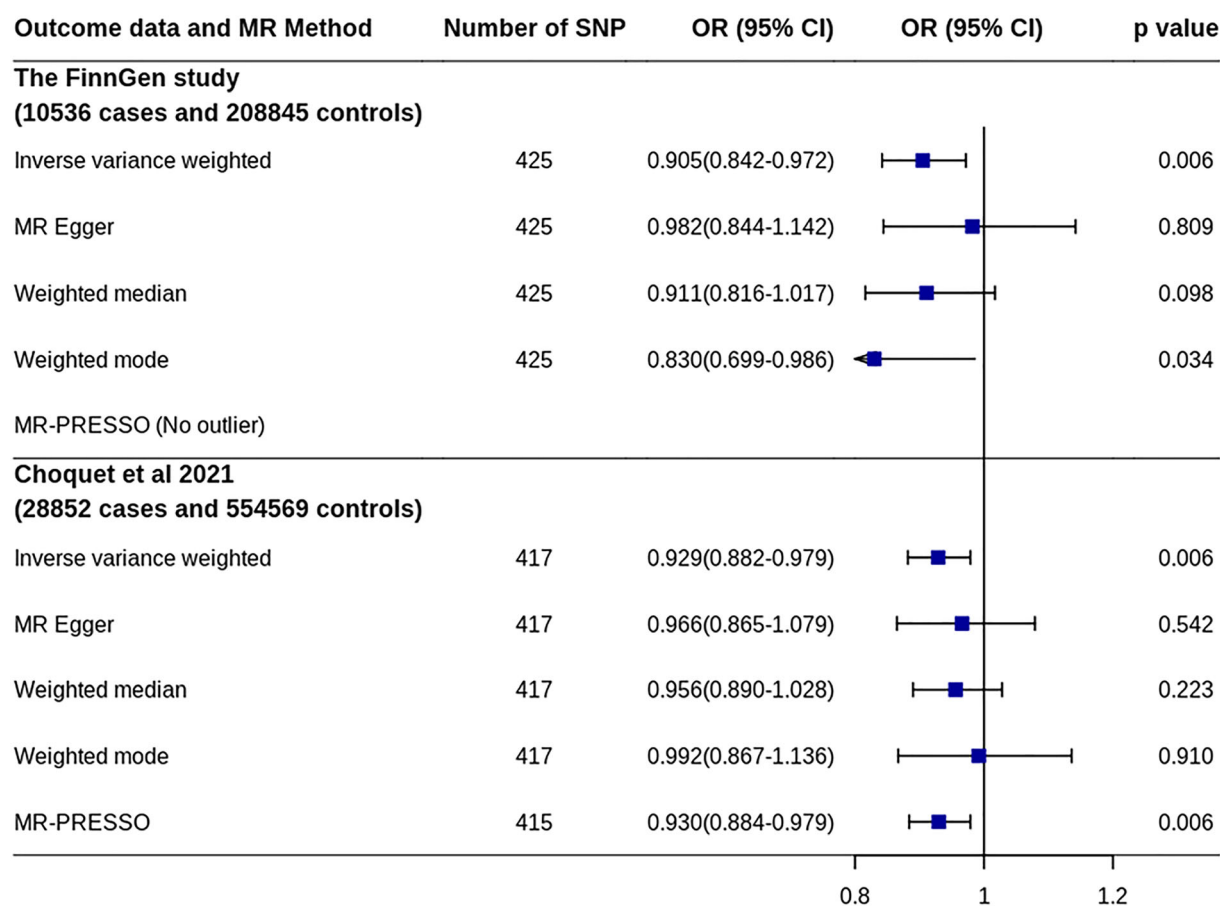 Outcome data and MR Method Number of SNP OR (95% CI) OR (95% CI) p value
The FinnGen study
(10536 cases and 208845 controls)
Inverse variance weighted 425 0.905(0.842-0.972) 0.006
MR Egger 425 0.982(0.844-1.142) 0.809
Weighted median 425 0.911(0.816-1.017) 0.098
Weighted mode 425 0.830(0.699-0.986) 0.034
MR-PRESSO (No outlier)
Choquet et al 2021
(28852 cases and 554569 controls)
Inverse variance weighted 417 0.929(0.882-0.979) 0.006
MR Egger 417 0.966(0.865-1.079) 0.542
Weighted median 417 0.956(0.890-1.028) 0.223
Weighted mode 417 0.992(0.867-1.136) 0.910
MR-PRESSO 415 0.930(0.884-0.979) 0.006
0.8 1 1.2